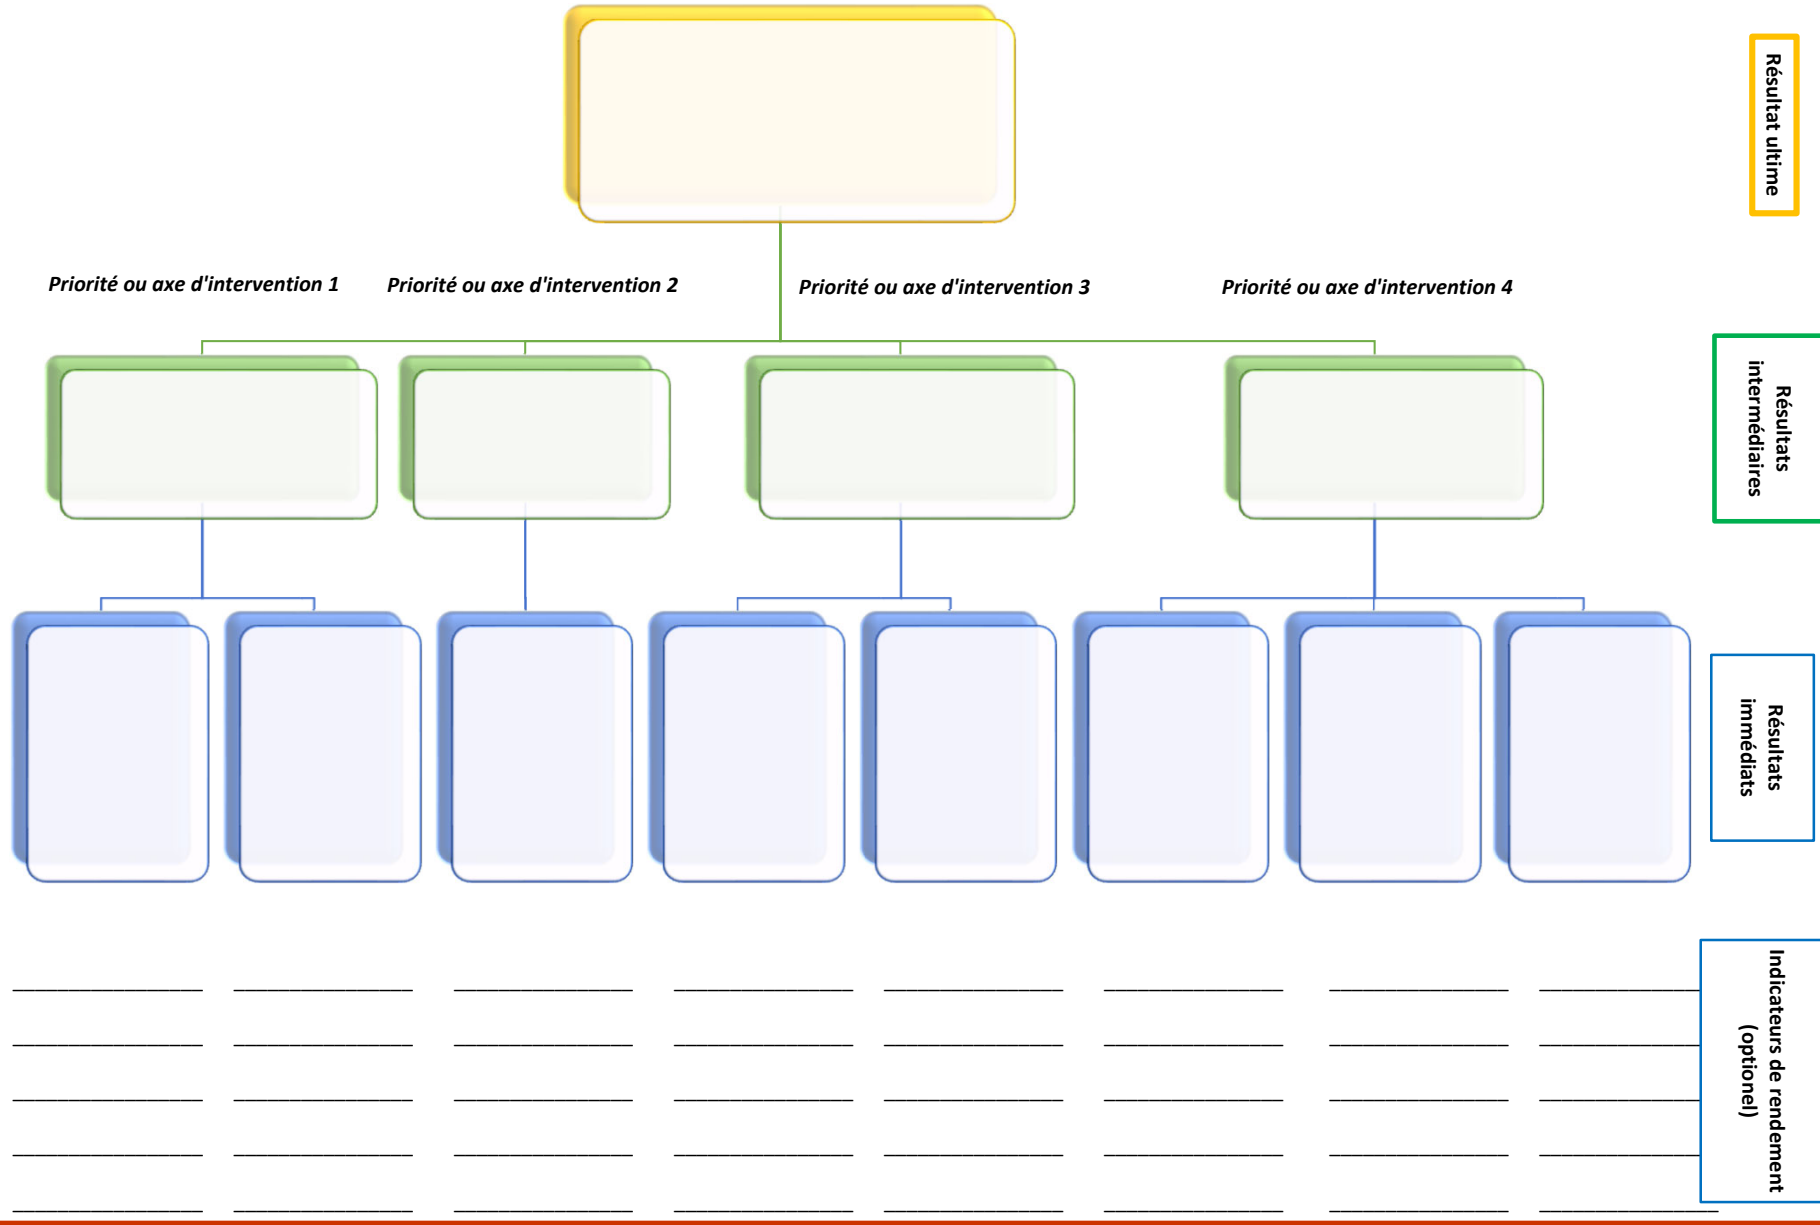 Résultat ultime
Priorité ou axe d'intervention 1
Priorité ou axe d'intervention 2
Priorité ou axe d'intervention 3
Priorité ou axe d'intervention 4
Résultats
intermédiaires
Résultats
immédiats
Indicateurs de rendement
(optionel)